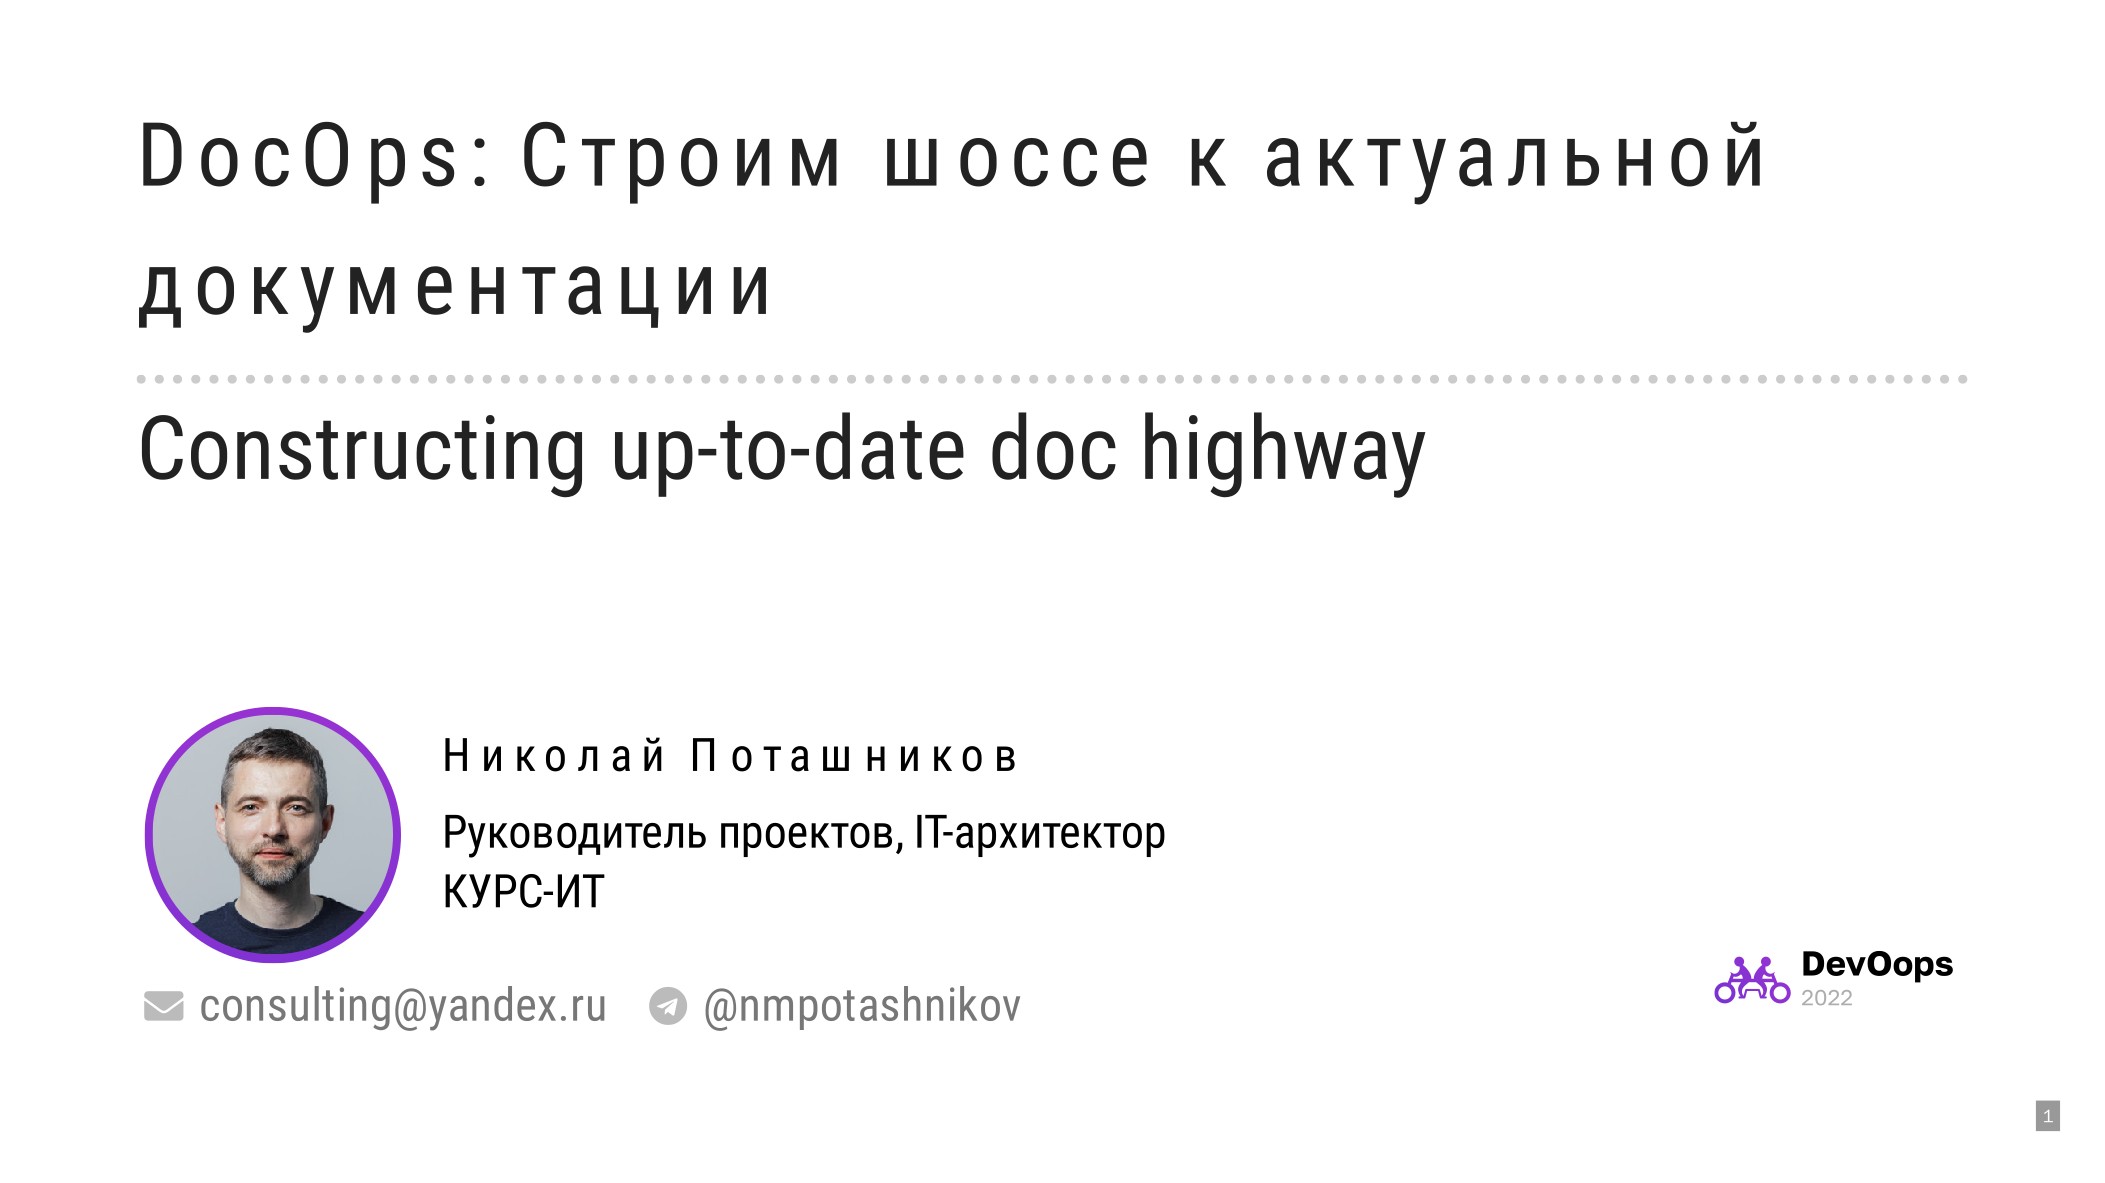 DocOps: Строим шоссе к актуальной
документации
Constructing up-to-date doc highway
Николай Поташников
Руководитель проектов, IT-архитектор
КУРС-ИТ
consulting@yandex.ru @nmpotashnikov
DevOops
2022
1